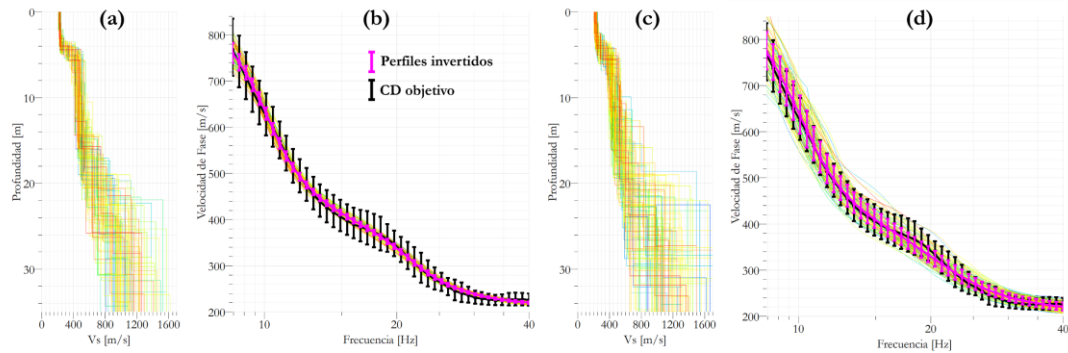 (a)
0
10
20
30
Profundidad [m]
0 400 800 1200 1600
Vs [m/s]
(b)
800
700
600
500
400
300
200
Velocidad de Fase [m/s]
Perfiles invertidos
CD objetivo
10 20 40
Frecuencia [Hz]
(c)
0
10
20
30
Profundidad [m]
0 400 800 1200 1600
Vs [m/s]
(d)
800
700
600
500
400
300
200
Velocidad de Fase [m/s]
10 20 40
Frecuencia [Hz]